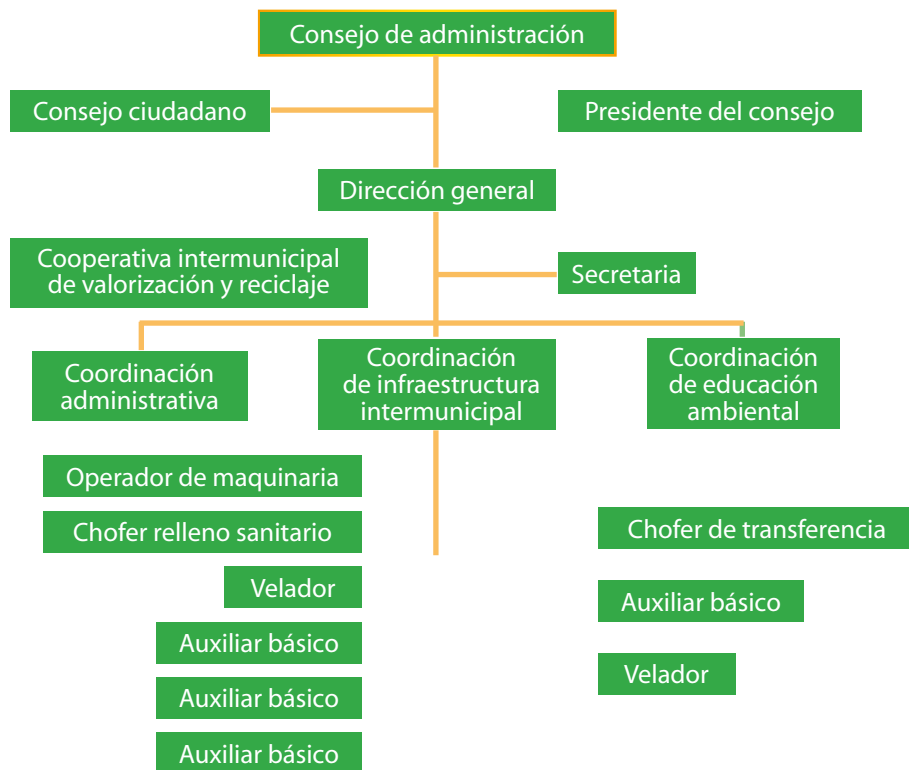 Consejo de administración
Consejo ciudadano
Presidente del consejo
Dirección general
Cooperativa intermunicipal
de valorización y reciclaje
Secretaria
Coordinación
administrativa
Coordinación
de infraestructura
intermunicipal
Coordinación
de educación
ambiental
Operador de maquinaria
Chofer relleno sanitario
Velador
Auxiliar básico
Auxiliar básico
Auxiliar básico
Chofer de transferencia
Auxiliar básico
Velador